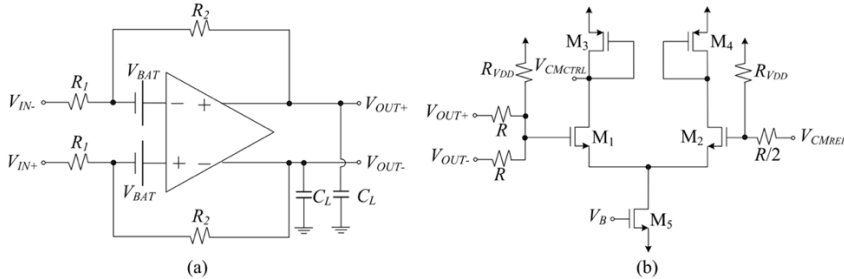 R2
VBAT
R1
VIN-
VOUT+
VIN+
R1
VOUT-
VBAT
CL
CL
R2
(a)
M3
M4
RVDD
VCMCTRL
RVDD
VOUT+
R
M1
M2
VCMREF
VOUT-
R
R/2
VB
M5
(b)